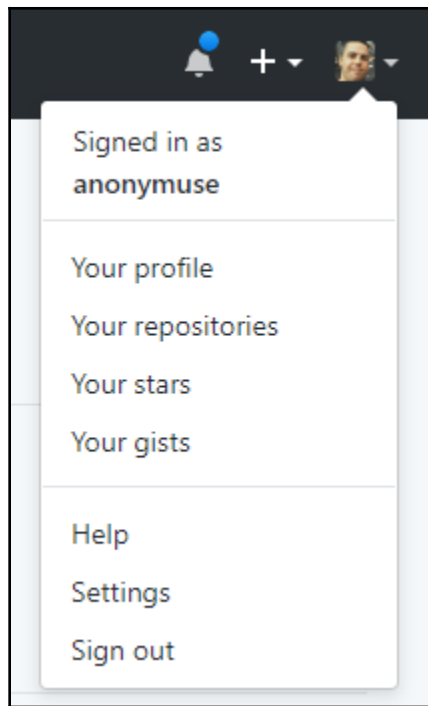 Signed in as
anonymuse
Your profile
Your repositories
Your stars
Your gists
Help
Settings
Sign out